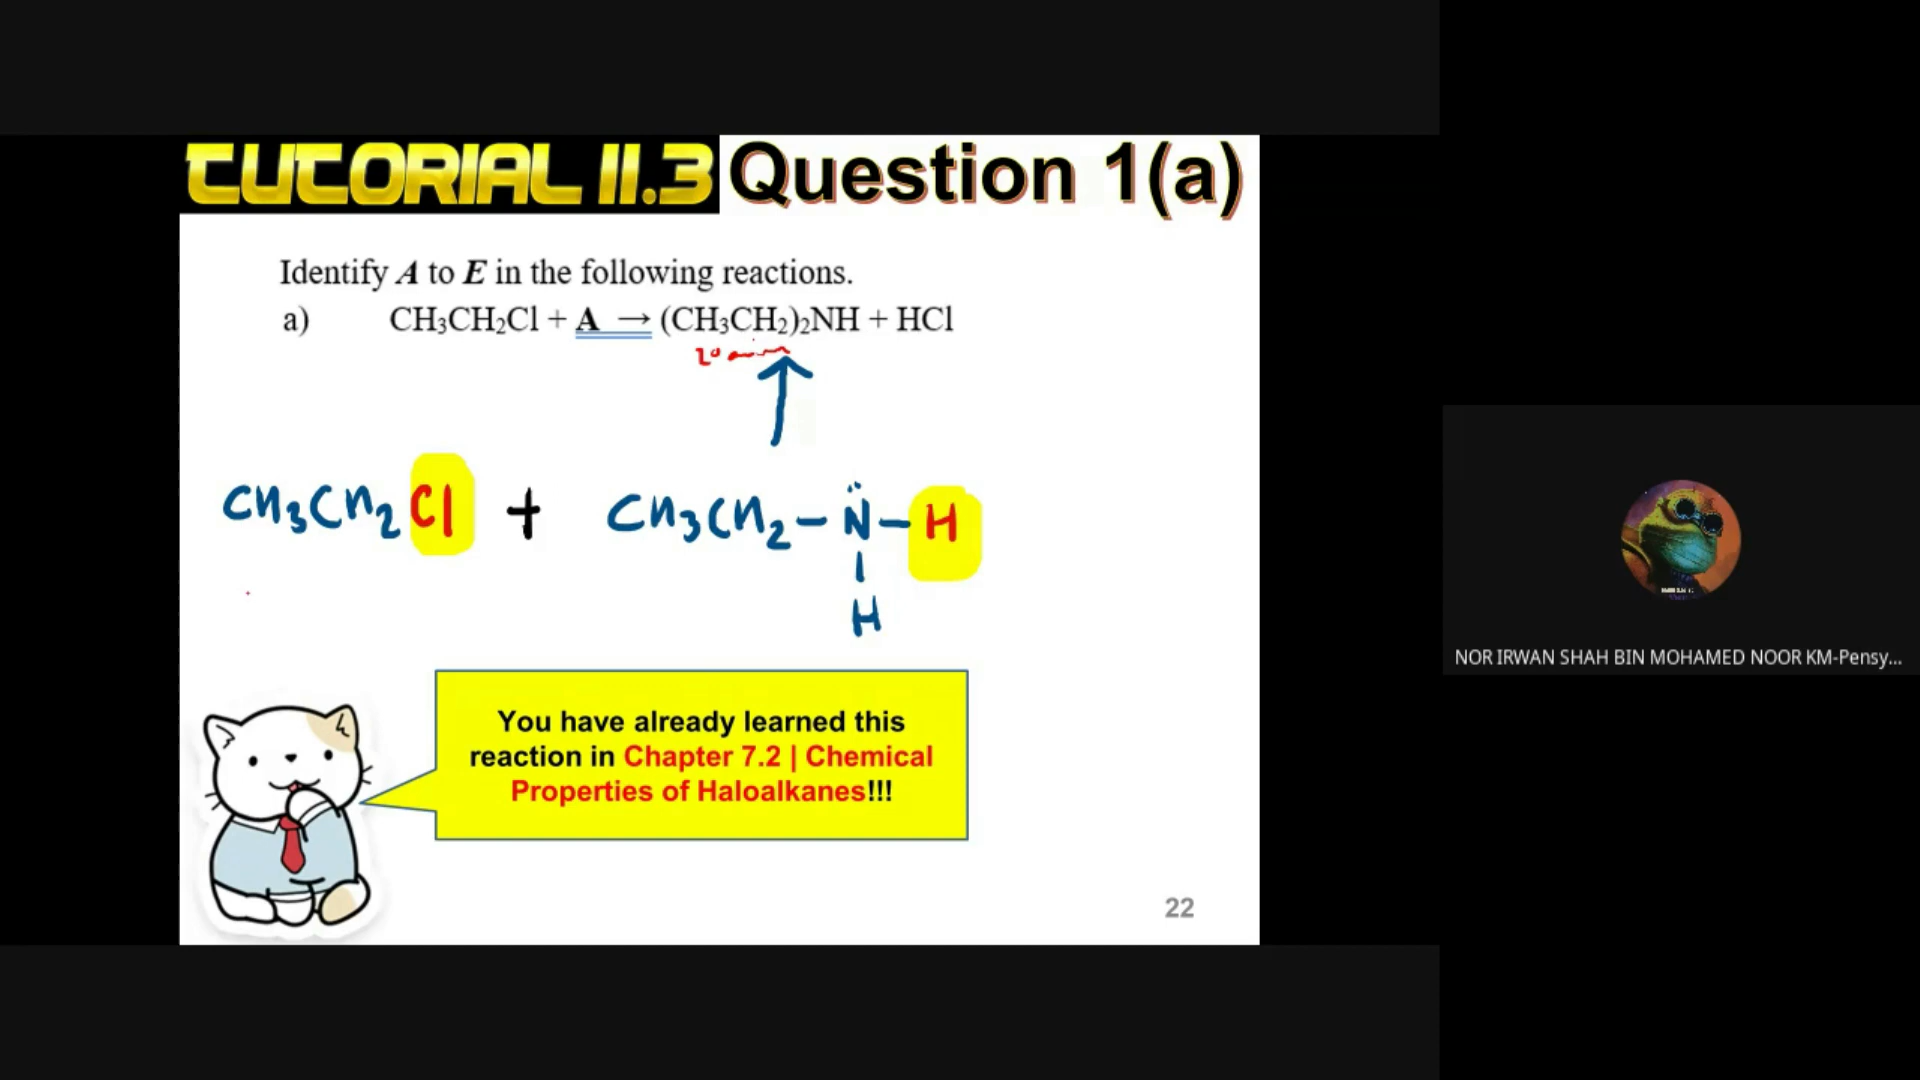 TUTORIAL 11.3 Question 1(a)
Identify A to E in the following reactions.
a) CH₃CH₂Cl + A → (CH₃CH₂)₂NH + HCl
2° amine
CH₃CH₂Cl + CH₃CH₂–N̈–H
H
You have already learned this
reaction in Chapter 7.2 | Chemical
Properties of Haloalkanes!!!
22
NOR IRWAN SHAH BIN MOHAMED NOOR KM-Pensy...